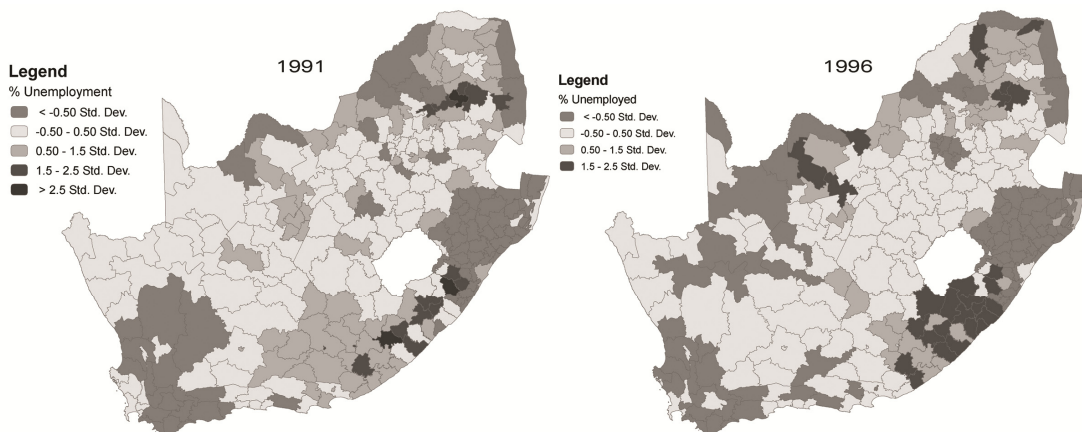 1991
Legend
% Unemployment
< -0.50 Std. Dev.
-0.50 - 0.50 Std. Dev.
0.50 - 1.5 Std. Dev.
1.5 - 2.5 Std. Dev.
> 2.5 Std. Dev.
1996
Legend
% Unemployed
< -0.50 Std. Dev.
-0.50 - 0.50 Std. Dev.
0.50 - 1.5 Std. Dev.
1.5 - 2.5 Std. Dev.